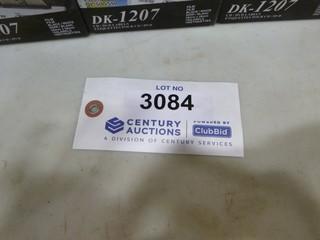 DK-1207
DK-1207
LOT NO
3084
CENTURY
AUCTIONS
POWERED BY
ClubBid
A DIVISION OF CENTURY SERVICES